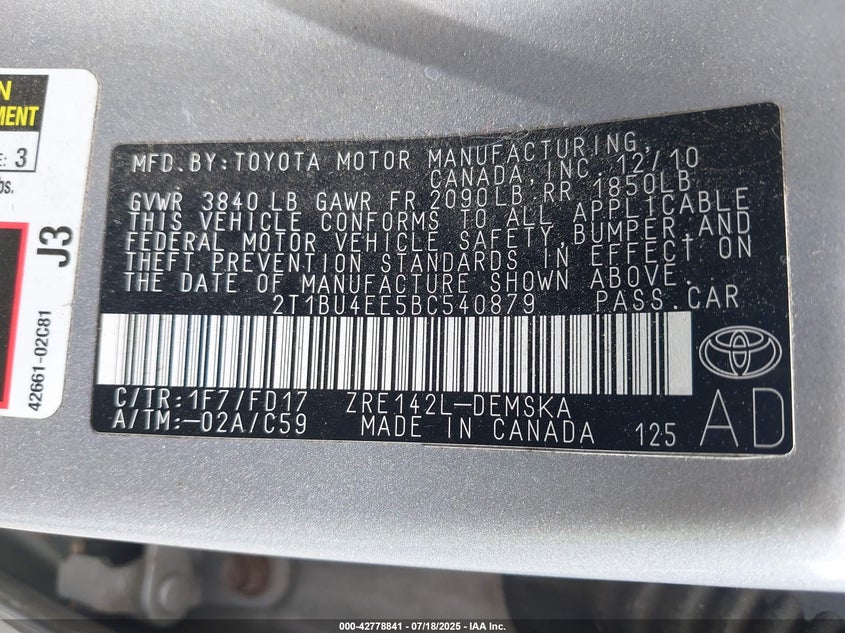 N
MENT
E: 3
bs.
J3
42661-02C81
MFD.BY:TOYOTA MOTOR MANUFACTURING,
CANADA, INC. 12/10
GVWR 3840 LB GAWR FR 2090LB RR 1850LB
THIS VEHICLE CONFORMS TO ALL APPLICABLE
FEDERAL MOTOR VEHICLE SAFETY,BUMPER,AND
THEFT PREVENTION STANDARDS IN EFFECT ON
THE DATE OF MANUFACTURE SHOWN ABOVE.
2T1BU4EE5BC540879 PASS.CAR
C/TR:1F7/FD17 ZRE142L-DEMSKA
A/TM:-02A/C59 MADE IN CANADA 125
AD
000-42778841 / 07/18/2025 - IAA Inc.